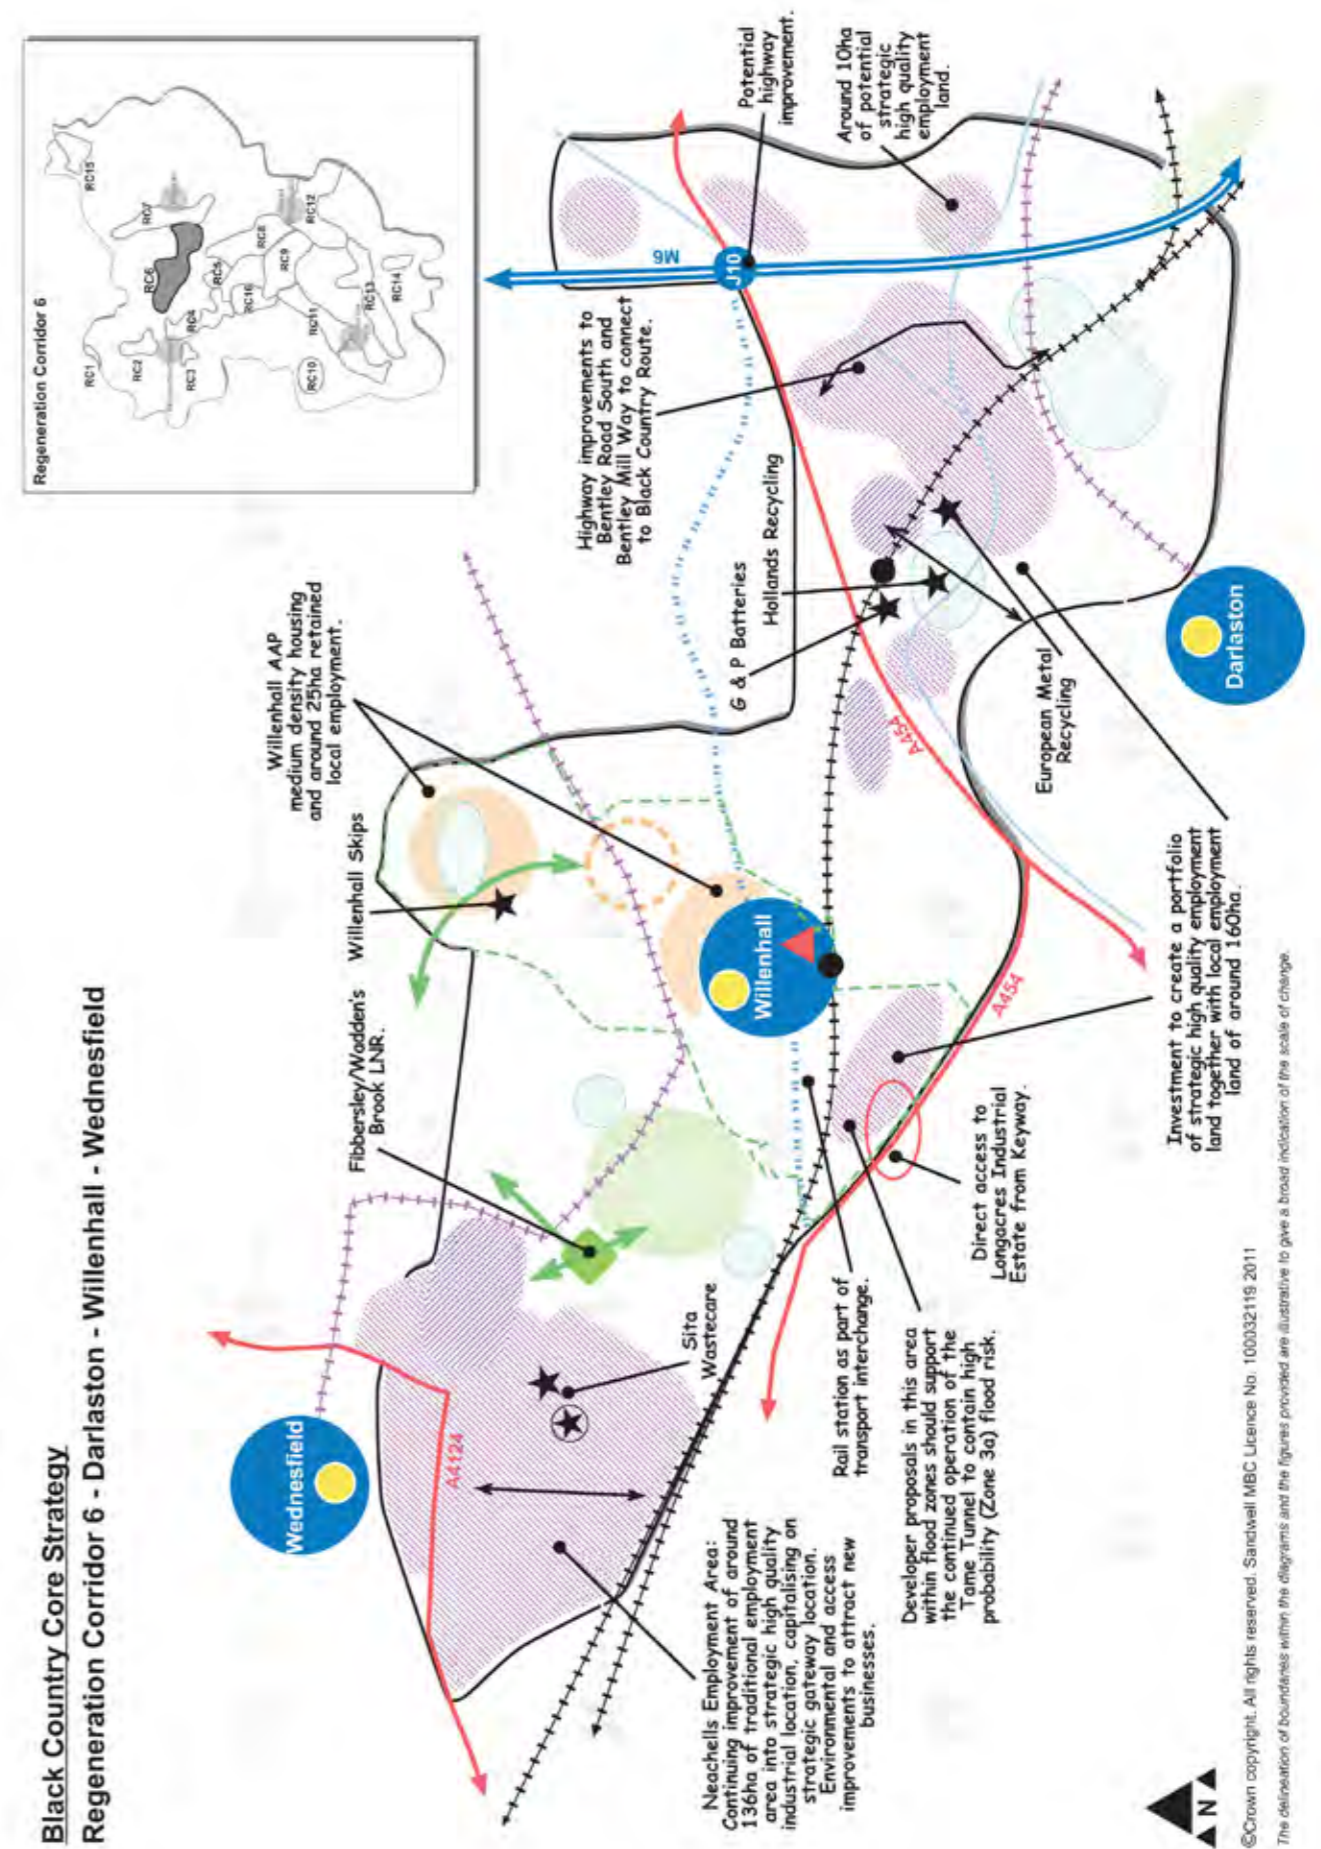 Black Country Core Strategy
Regeneration Corridor 6 - Darlaston - Willenhall - Wednesfield
Regeneration Corridor 6
RC1
RC2
RC3
RC4
RC5
RC6
RC7
RC8
RC9
RC10
RC11
RC12
RC13
RC14
RC15
RC16
Wednesfield
A4124
Neachells Employment Area:
Continuing improvement of around
136ha of traditional employment
area into strategic high quality
industrial location, capitalising on
strategic gateway location.
Environmental and access
improvements to attract new
businesses.
Sita
Wastecare
Fibbersley/Wadden's
Brook LNR.
Willenhall Skips
Willenhall AAP
medium density housing
and around 25ha retained
local employment.
Willenhall
Rail station as part of
transport interchange.
Developer proposals in this area
within flood zones should support
the continued operation of the
Tame Tunnel to contain high
probability (Zone 3a) flood risk.
Direct access to
Longacres Industrial
Estate from Keyway.
A454
Investment to create a portfolio
of strategic high quality employment
land together with local employment
land of around 160ha.
A454
G & P Batteries
Hollands Recycling
European Metal
Recycling
Darlaston
Highway improvements to
Bentley Road South and
Bentley Mill Way to connect
to Black Country Route.
M6
J10
Potential
highway
improvement.
Around 10ha
of potential
strategic
high quality
employment
land.
N
©Crown copyright. All rights reserved. Sandwell MBC Licence No. 100032119 2011
The delineation of boundaries within the diagrams and the figures provided are illustrative to give a broad indication of the scale of change.